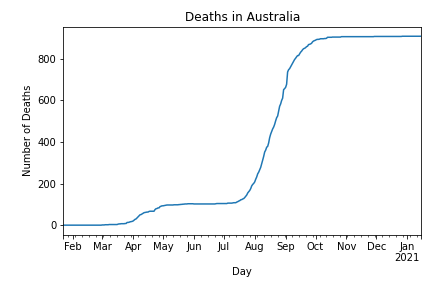 Deaths in Australia
Number of Deaths
800
600
400
200
0
Feb Mar Apr May Jun Jul Aug Sep Oct Nov Dec Jan
2021
Day